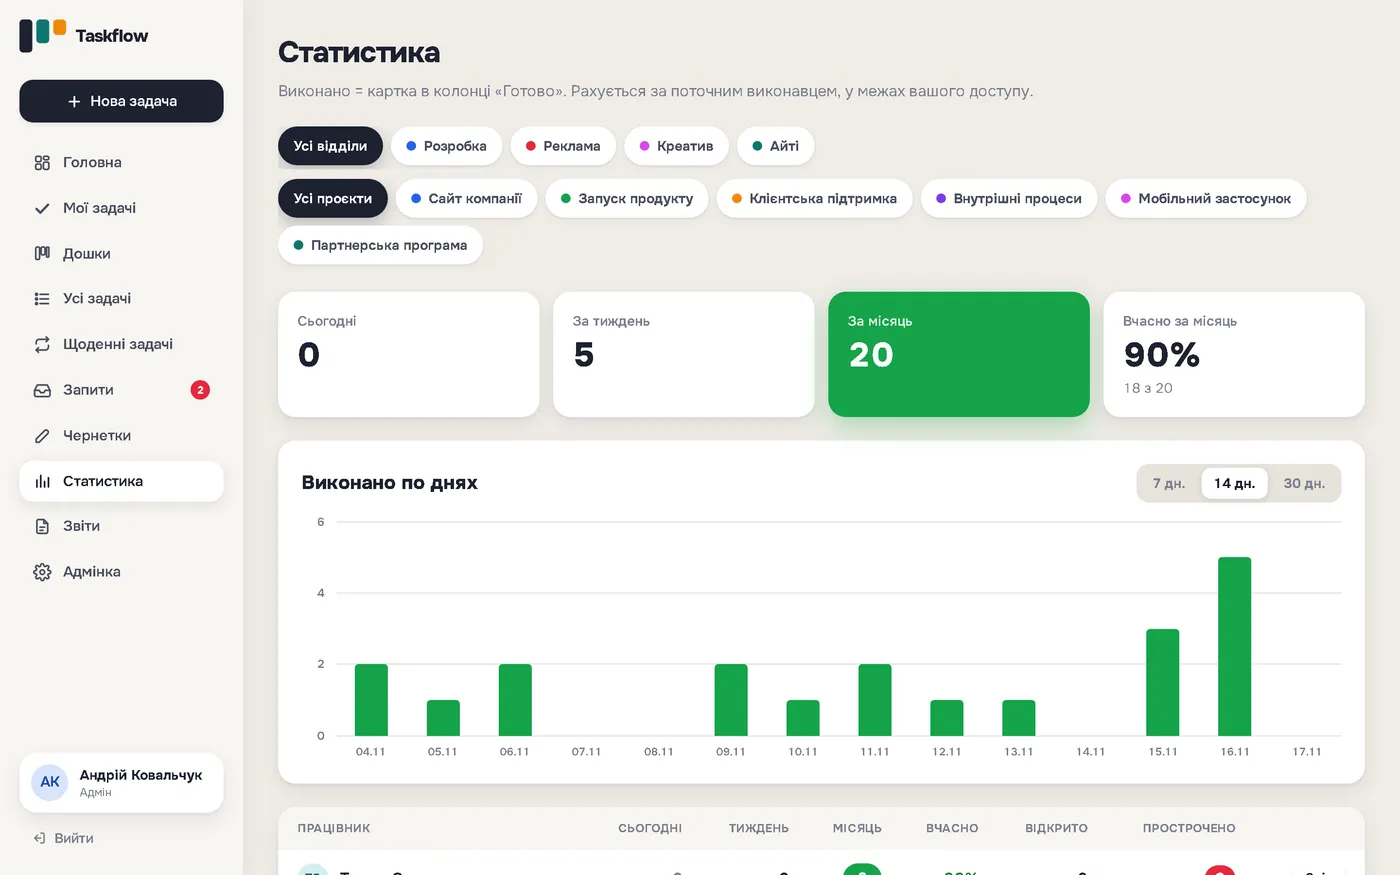 Taskflow
+ Нова задача
Головна
Мої задачі
Дошки
Усі задачі
Щоденні задачі
Запити 2
Чернетки
Статистика
Звіти
Адмінка
АК Андрій Ковальчук
Адмін
Вийти
Статистика
Виконано = картка в колонці «Готово». Рахується за поточним виконавцем, у межах вашого доступу.
Усі відділи Розробка Реклама Креатив Айті
Усі проєкти Сайт компанії Запуск продукту Клієнтська підтримка Внутрішні процеси Мобільний застосунок
Партнерська програма
Сьогодні
0
За тиждень
5
За місяць
20
Вчасно за місяць
90%
18 з 20
Виконано по днях
7 дн. 14 дн. 30 дн.
6
4
2
0
04.11 05.11 06.11 07.11 08.11 09.11 10.11 11.11 12.11 13.11 14.11 15.11 16.11 17.11
ПРАЦІВНИК СЬОГОДНІ ТИЖДЕНЬ МІСЯЦЬ ВЧАСНО ВІДКРИТО ПРОСТРОЧЕНО